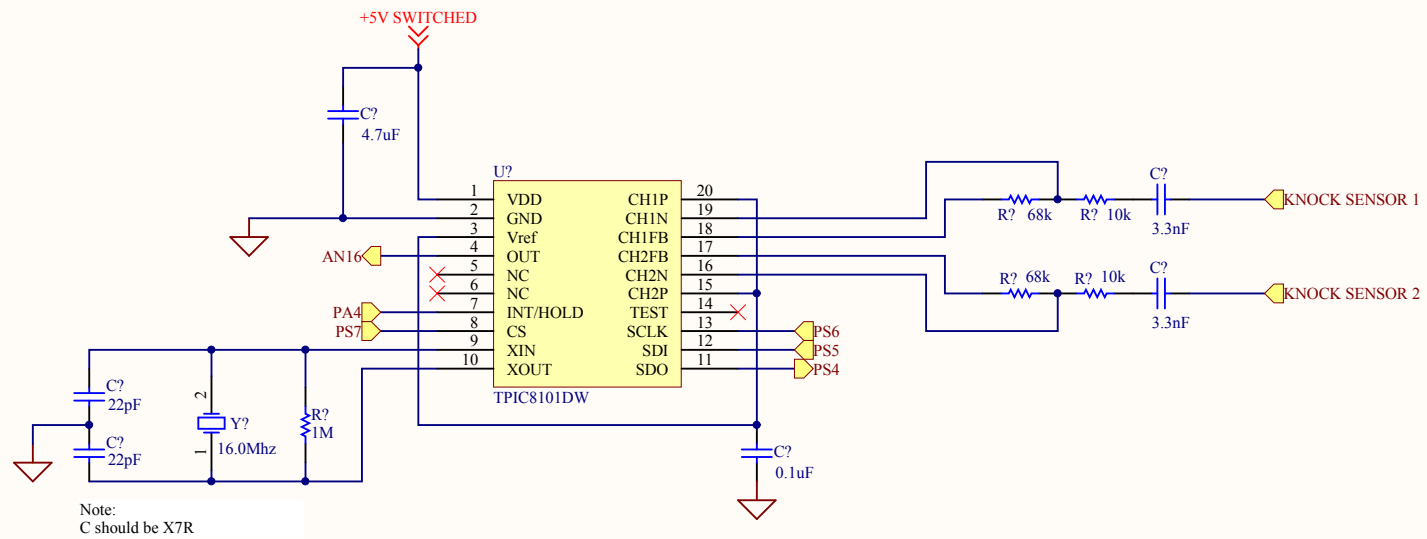 +5V SWITCHED
C?
4.7uF
U?
1 VDD CH1P 20
2 GND CH1N 19
3 Vref CH1FB 18
4 OUT CH2FB 17
5 NC CH2N 16
6 NC CH2P 15
7 INT/HOLD TEST 14
8 CS SCLK 13
9 XIN SDI 12
10 XOUT SDO 11
TPIC8101DW
AN16
PA4
PS7
PS6
PS5
PS4
C?
22pF
C?
22pF
2
Y?
1
16.0Mhz
R?
1M
C?
0.1uF
R? 68k
R? 10k
C?
3.3nF
KNOCK SENSOR 1
R? 68k
R? 10k
C?
3.3nF
KNOCK SENSOR 2
Note:
C should be X7R